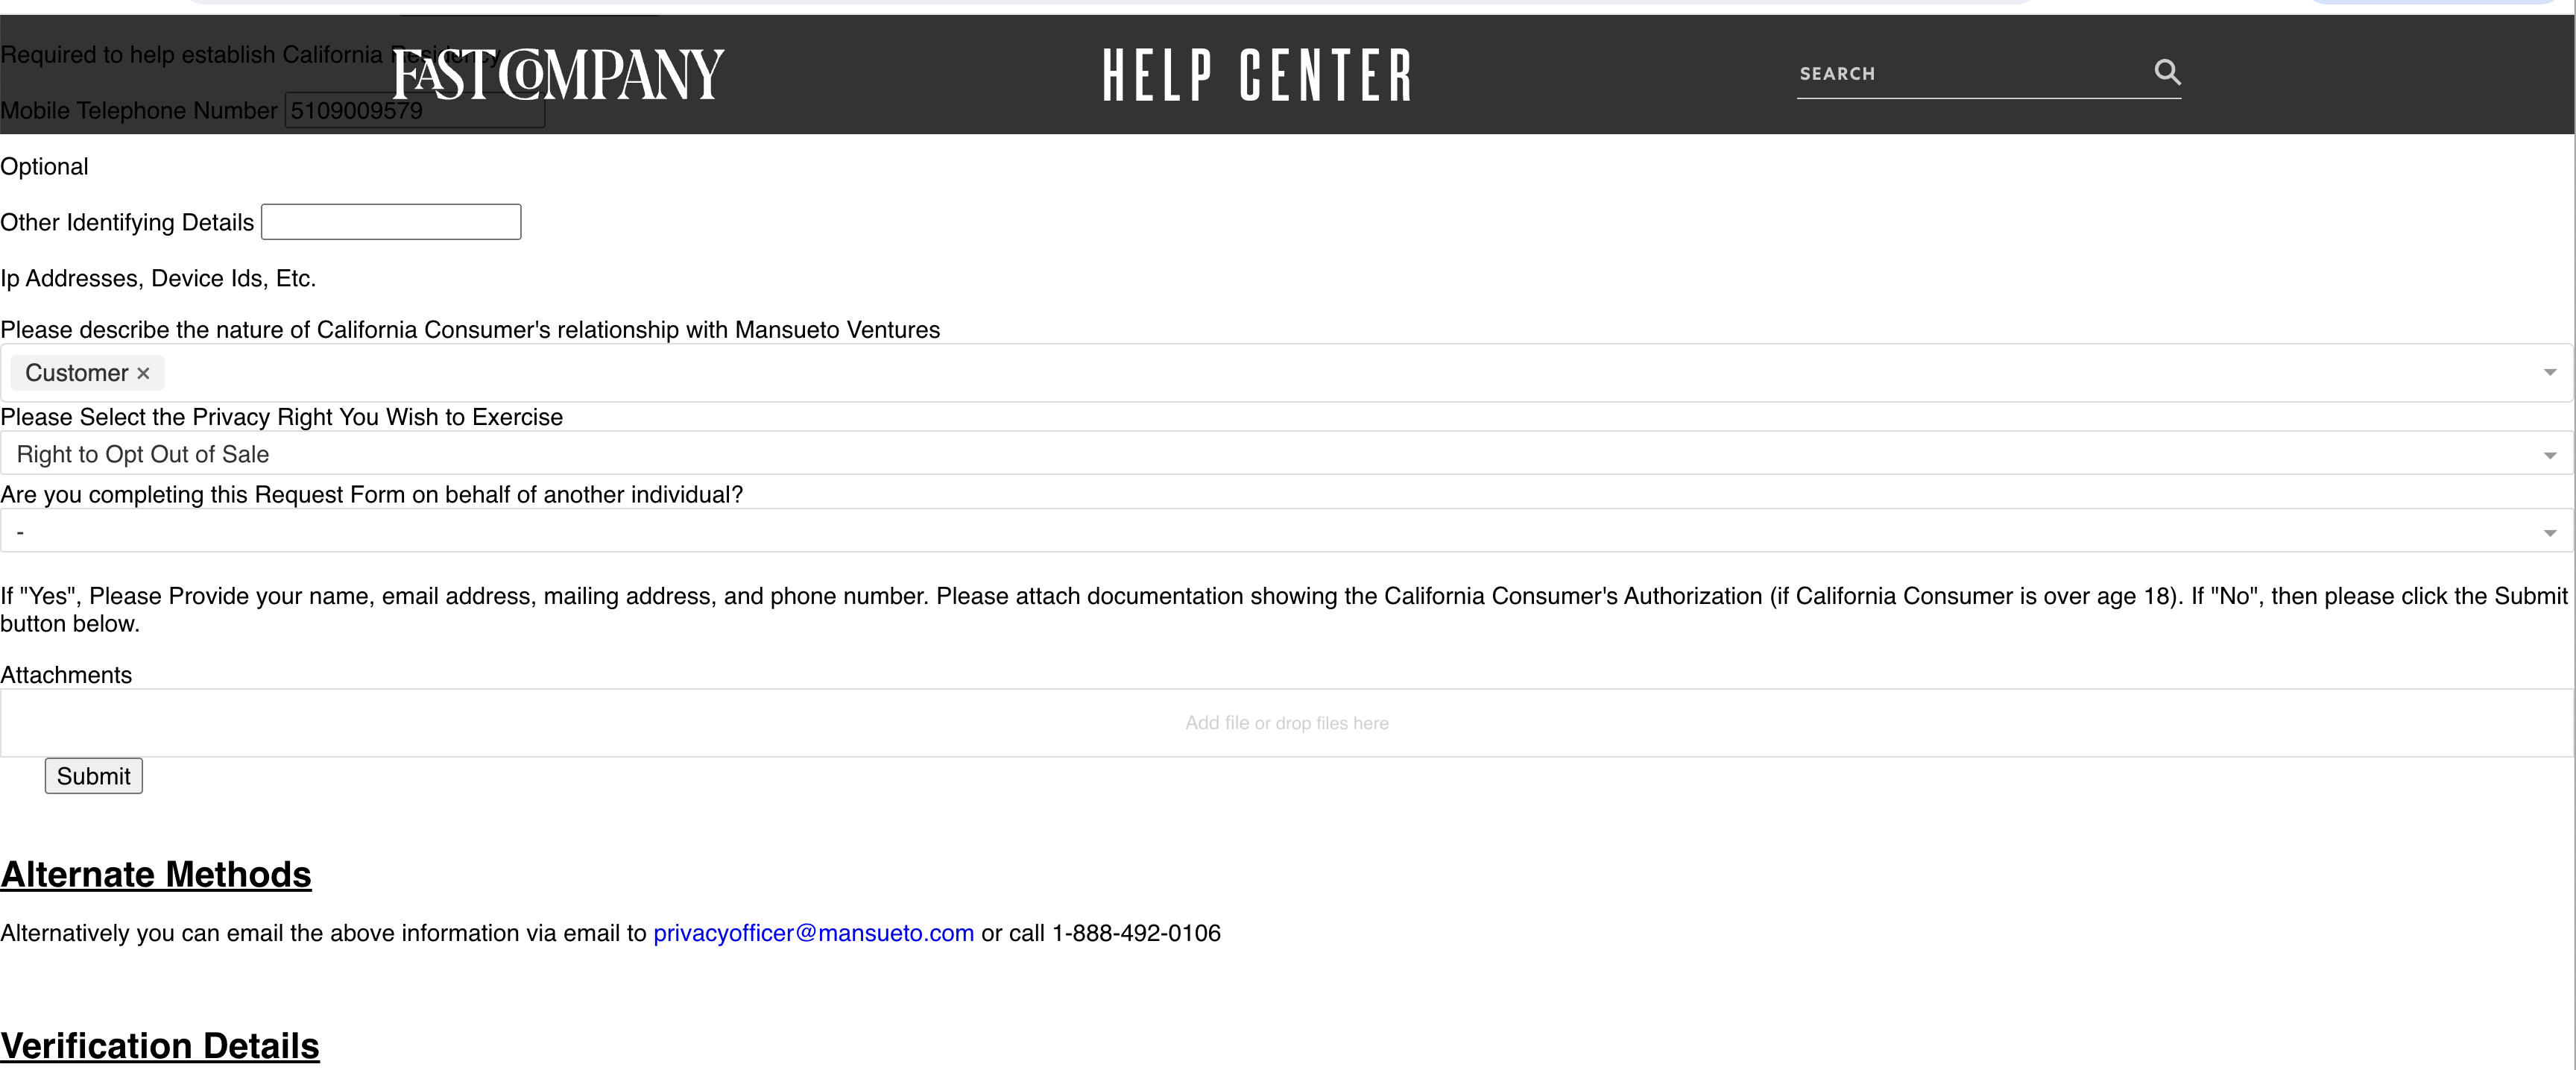 Required to help establish California Residency
FAST COMPANY
HELP CENTER
SEARCH
Mobile Telephone Number 5109009579
Optional
Other Identifying Details
Ip Addresses, Device Ids, Etc.
Please describe the nature of California Consumer's relationship with Mansueto Ventures
Customer ×
Please Select the Privacy Right You Wish to Exercise
Right to Opt Out of Sale
Are you completing this Request Form on behalf of another individual?
-
If "Yes", Please Provide your name, email address, mailing address, and phone number. Please attach documentation showing the California Consumer's Authorization (if California Consumer is over age 18). If "No", then please click the Submit
button below.
Attachments
Add file or drop files here
Submit
Alternate Methods
Alternatively you can email the above information via email to privacyofficer@mansueto.com or call 1-888-492-0106
Verification Details